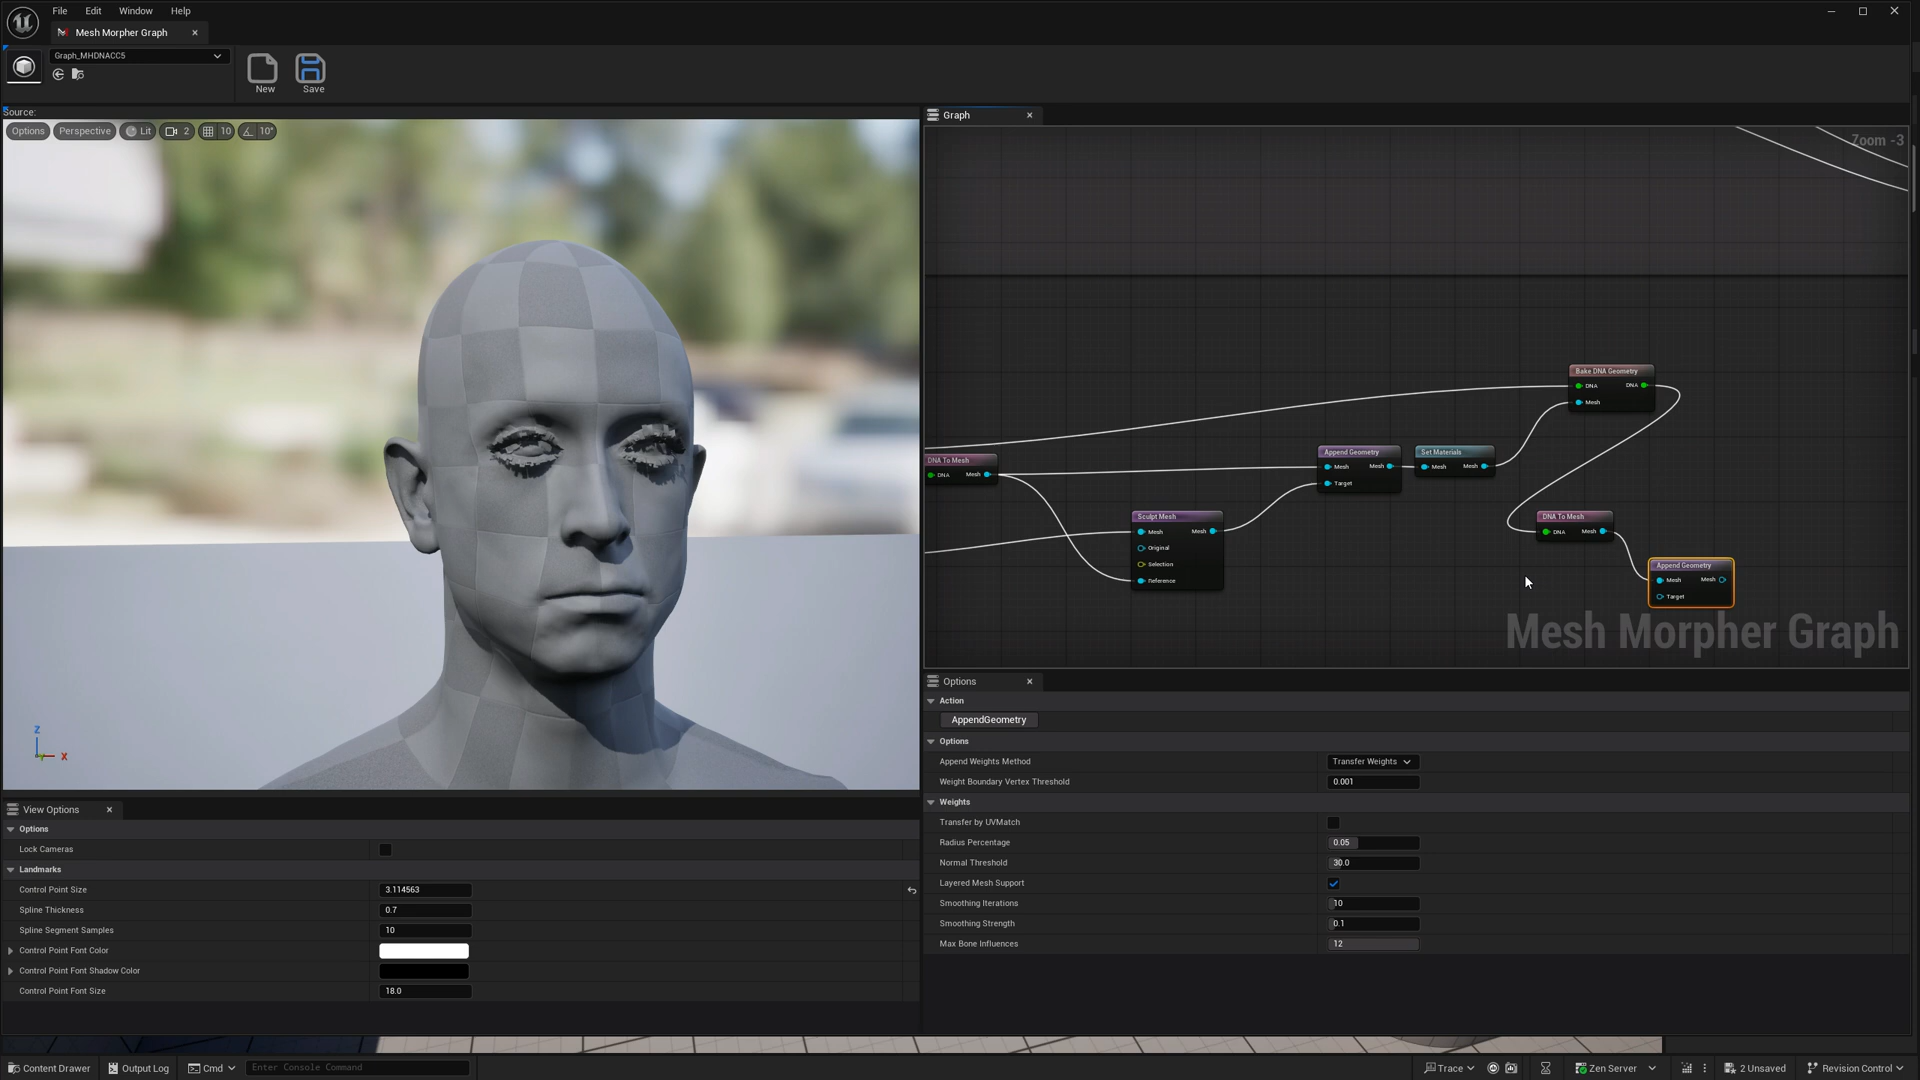 File
Edit
Window
Help
Mesh Morpher Graph
Graph_MHDNACC5
New
Save
Source:
Options
Perspective
Lit
2
10
10°
Z
X
Graph
Zoom -3
DNA To Mesh
DNA
Mesh
Sculpt Mesh
Mesh
Mesh
Original
Selection
Reference
Append Geometry
Mesh
Mesh
Target
Set Materials
Mesh
Mesh
Bake DNA Geometry
DNA
DNA
Mesh
DNA To Mesh
DNA
Mesh
Append Geometry
Mesh
Mesh
Target
Mesh Morpher Graph
Options
Action
AppendGeometry
Options
Append Weights Method
Transfer Weights
Weight Boundary Vertex Threshold
0.001
Weights
Transfer by UVMatch
Radius Percentage
0.05
Normal Threshold
30.0
Layered Mesh Support
Smoothing Iterations
10
Smoothing Strength
0.1
Max Bone Influences
12
View Options
Options
Lock Cameras
Landmarks
Control Point Size
3.114563
Spline Thickness
0.7
Spline Segment Samples
10
Control Point Font Color
Control Point Font Shadow Color
Control Point Font Size
18.0
Content Drawer
Output Log
Cmd
Enter Console Command
Trace
Zen Server
2 Unsaved
Revision Control